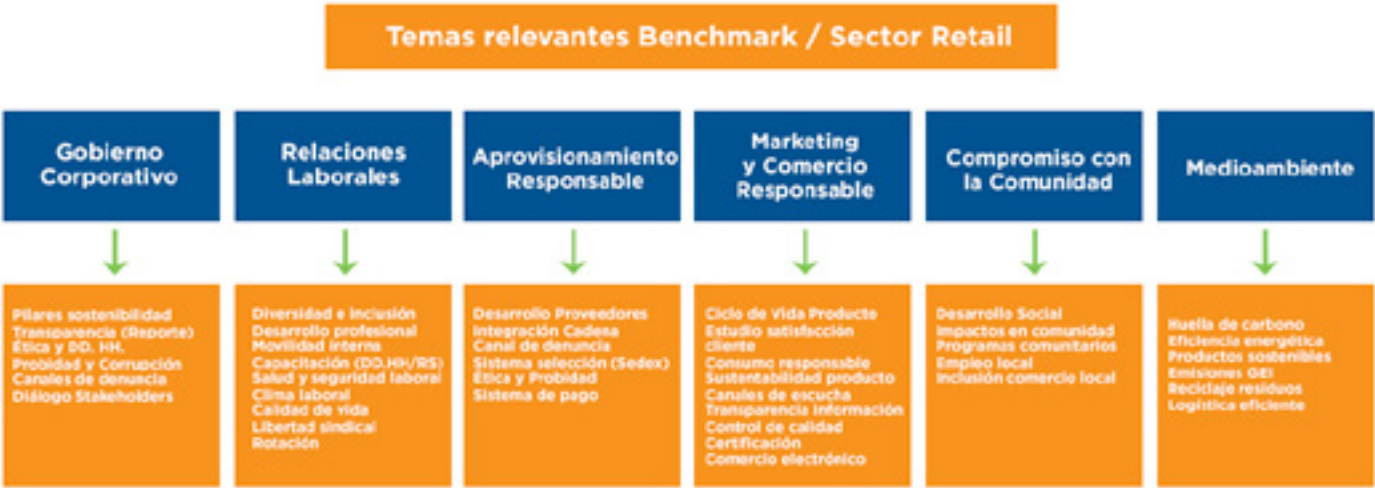 Temas relevantes Benchmark / Sector Retail
Gobierno
Corporativo
Relaciones
Laborales
Aprovisionamiento
Responsable
Marketing
y Comercio
Responsable
Compromiso con
la Comunidad
Medioambiente
Pilares sostenibilidad
Transparencia (Reporte)
Ética y DD. HH.
Probidad y Corrupción
Canales de denuncia
Diálogo Stakeholders
Diversidad e inclusión
Desarrollo profesional
Movilidad interna
Capacitación (DD.HH/RS)
Salud y seguridad laboral
Clima laboral
Calidad de vida
Libertad sindical
Rotación
Desarrollo Proveedores
Integración Cadena
Canal de denuncia
Sistema selección (Sedex)
Ética y Probidad
Sistema de pago
Ciclo de Vida Producto
Estudio satisfacción
cliente
Consumo responsable
Sustentabilidad producto
Canales de escucha
Transparencia información
Control de calidad
Certificación
Comercio electrónico
Desarrollo Social
Impactos en comunidad
Programas comunitarios
Empleo local
Inclusión comercio local
Huella de carbono
Eficiencia energética
Productos sostenibles
Emisiones GEI
Reciclaje residuos
Logística eficiente